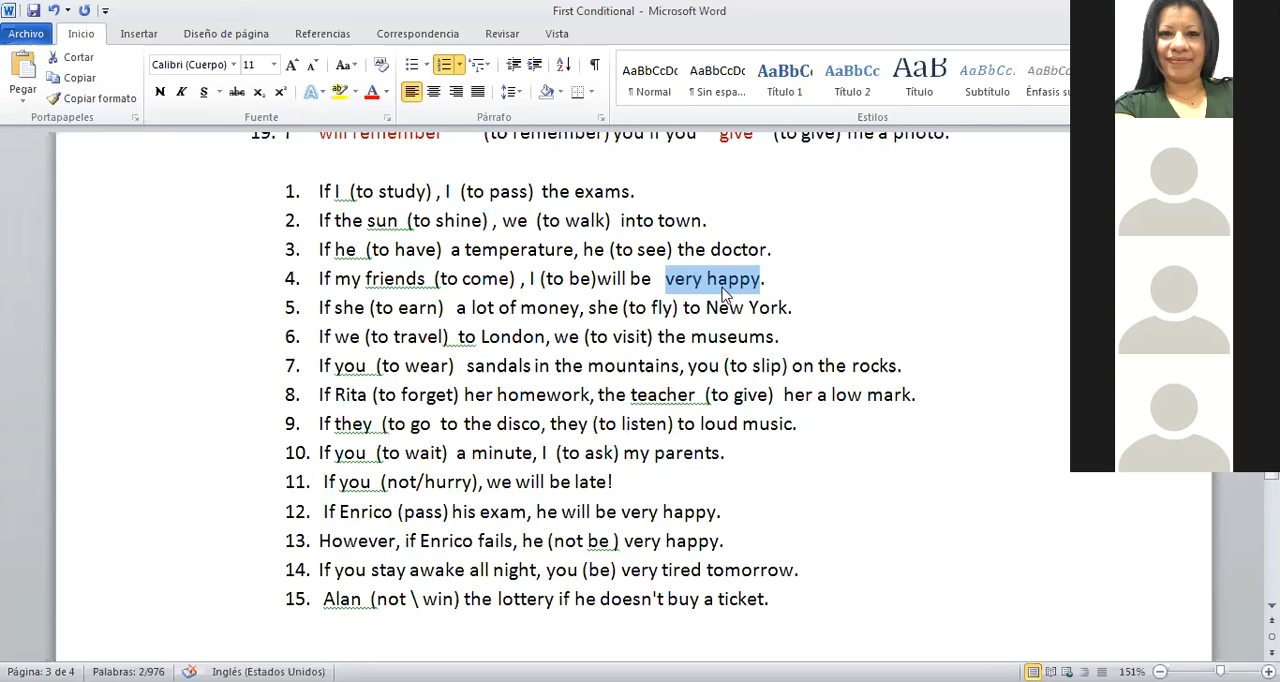 First Conditional - Microsoft Word
Archivo Inicio Insertar Diseño de página Referencias Correspondencia Revisar Vista
Pegar
Cortar
Copiar
Copiar formato
Portapapeles
Calibri (Cuerpo) 11
N K S abc x₂ x²
Fuente
Párrafo
AaBbCcDc AaBbCcDc AaBbC AaBbCc AaB AaBbCc. AaBbCc
¶ Normal ¶ Sin espa... Título 1 Título 2 Título Subtítulo Énfasis
Estilos
19. I will remember (to remember) you if you give (to give) me a photo.
1. If I (to study) , I (to pass) the exams.
2. If the sun (to shine) , we (to walk) into town.
3. If he (to have) a temperature, he (to see) the doctor.
4. If my friends (to come) , I (to be)will be very happy.
5. If she (to earn) a lot of money, she (to fly) to New York.
6. If we (to travel) to London, we (to visit) the museums.
7. If you (to wear) sandals in the mountains, you (to slip) on the rocks.
8. If Rita (to forget) her homework, the teacher (to give) her a low mark.
9. If they (to go to the disco, they (to listen) to loud music.
10. If you (to wait) a minute, I (to ask) my parents.
11. If you (not/hurry), we will be late!
12. If Enrico (pass) his exam, he will be very happy.
13. However, if Enrico fails, he (not be ) very happy.
14. If you stay awake all night, you (be) very tired tomorrow.
15. Alan (not \ win) the lottery if he doesn't buy a ticket.
Página: 3 de 4 Palabras: 2/976 Inglés (Estados Unidos) 151%